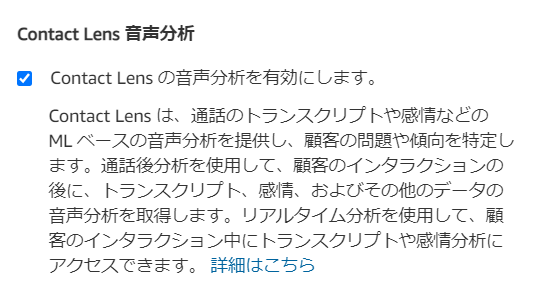 Contact Lens 音声分析
Contact Lens の音声分析を有効にします。
Contact Lens は、通話のトランスクリプトや感情などの
ML ベースの音声分析を提供し、顧客の問題や傾向を特定し
ます。通話後分析を使用して、顧客のインタラクションの
後に、トランスクリプト、感情、およびその他のデータの
音声分析を取得します。リアルタイム分析を使用して、顧
客のインタラクション中にトランスクリプトや感情分析に
アクセスできます。 詳細はこちら